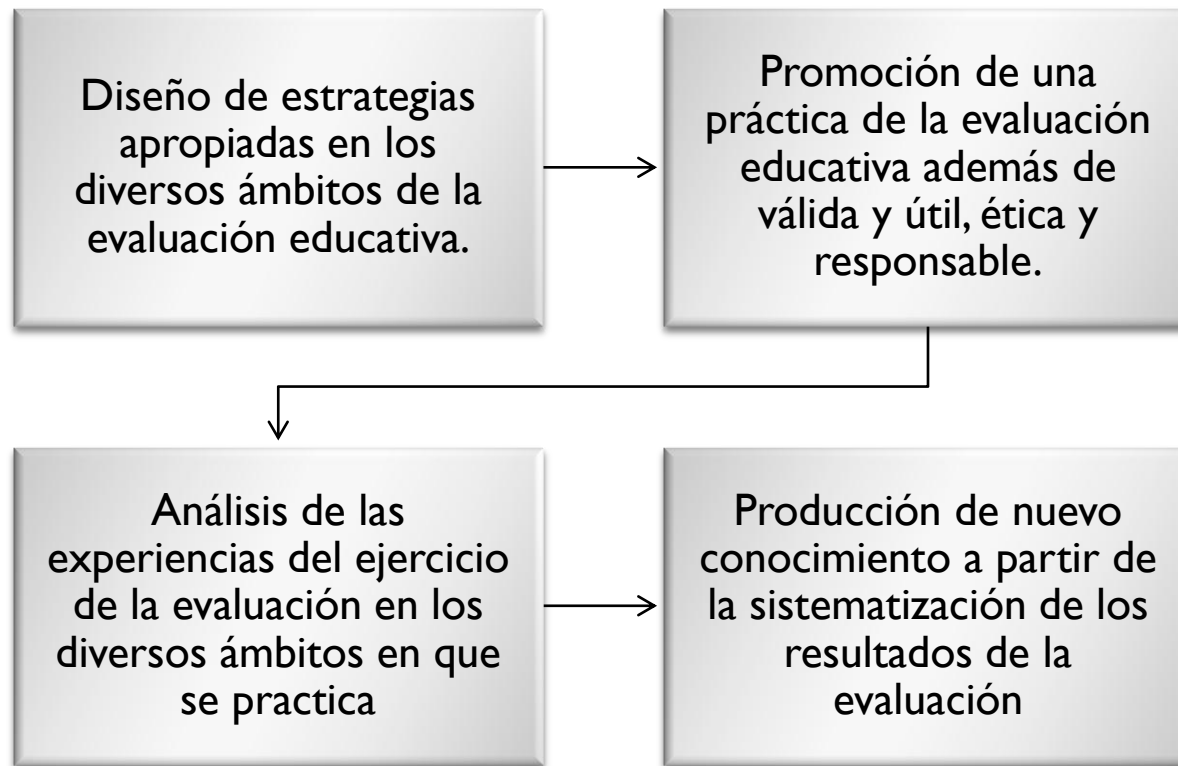 Diseño de estrategias
apropiadas en los
diversos ámbitos de la
evaluación educativa.
Promoción de una
práctica de la evaluación
educativa además de
válida y útil, ética y
responsable.
Análisis de las
experiencias del ejercicio
de la evaluación en los
diversos ámbitos en que
se practica
Producción de nuevo
conocimiento a partir de
la sistematización de los
resultados de la
evaluación